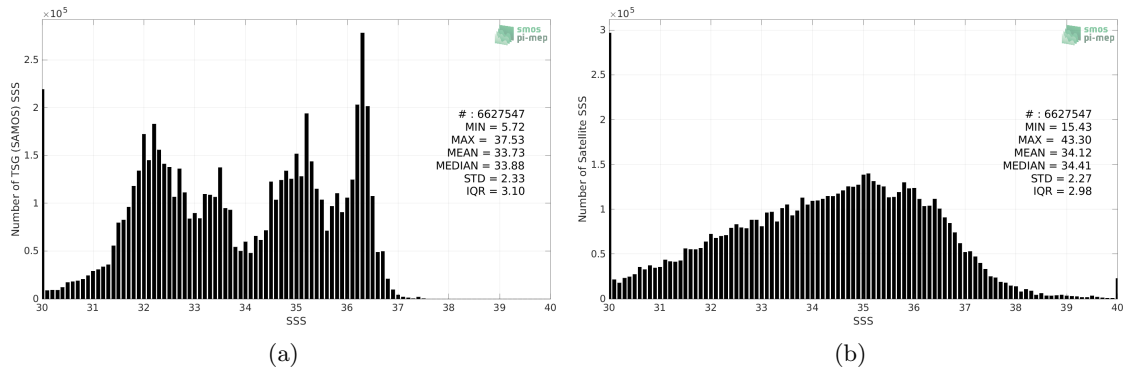 ×10⁵
smos
pi-mep
Number of TSG (SAMOS) SSS
2.5
2
1.5
1
0.5
0
# : 6627547
MIN = 5.72
MAX = 37.53
MEAN = 33.73
MEDIAN = 33.88
STD = 2.33
IQR = 3.10
30 31 32 33 34 35 36 37 38 39 40
SSS
(a)
×10⁵
smos
pi-mep
Number of Satellite SSS
3
2.5
2
1.5
1
0.5
0
# : 6627547
MIN = 15.43
MAX = 43.30
MEAN = 34.12
MEDIAN = 34.41
STD = 2.27
IQR = 2.98
30 31 32 33 34 35 36 37 38 39 40
SSS
(b)